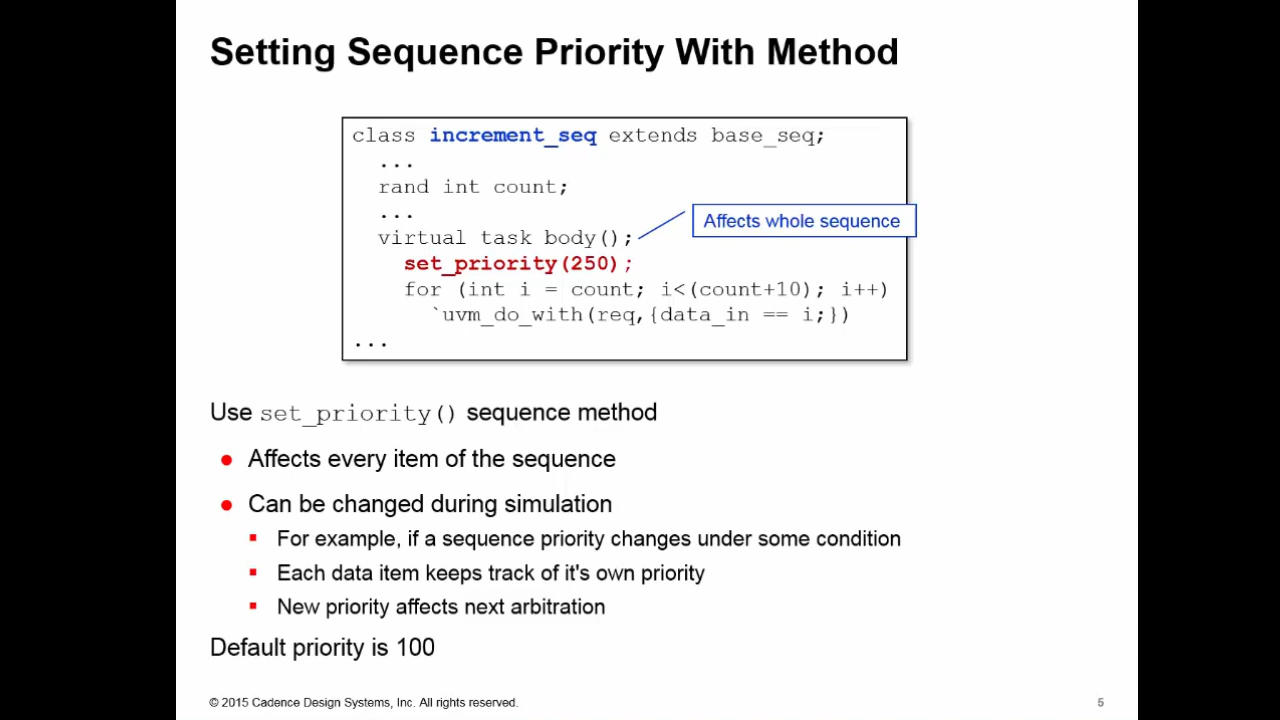 Setting Sequence Priority With Method
class increment_seq extends base_seq;
...
rand int count;
...
Affects whole sequence
virtual task body();
set_priority(250);
for (int i = count; i<(count+10); i++)
`uvm_do_with(req,{data_in == i;})
...
Use set_priority() sequence method
● Affects every item of the sequence
● Can be changed during simulation
▪ For example, if a sequence priority changes under some condition
▪ Each data item keeps track of it's own priority
▪ New priority affects next arbitration
Default priority is 100
© 2015 Cadence Design Systems, Inc. All rights reserved.
5